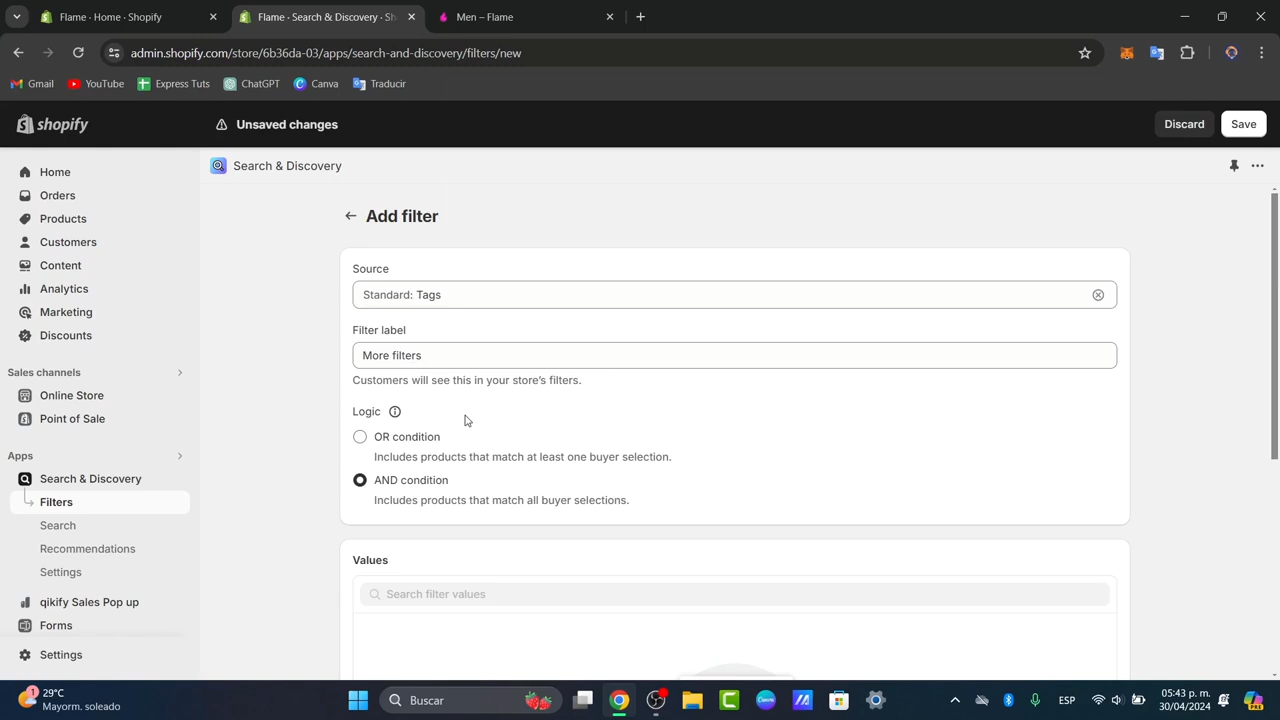 Flame · Home · Shopify
Flame · Search & Discovery · Sh
Men – Flame
admin.shopify.com/store/6b36da-03/apps/search-and-discovery/filters/new
Gmail
YouTube
Express Tuts
ChatGPT
Canva
Traducir
shopify
Unsaved changes
Discard
Save
Home
Orders
Products
Customers
Content
Analytics
Marketing
Discounts
Sales channels
Online Store
Point of Sale
Apps
Search & Discovery
Filters
Search
Recommendations
Settings
qikify Sales Pop up
Forms
Settings
Search & Discovery
Add filter
Source
Standard: Tags
Filter label
More filters
Customers will see this in your store's filters.
Logic
OR condition
Includes products that match at least one buyer selection.
AND condition
Includes products that match all buyer selections.
Values
Search filter values
1
29°C
Mayorm. soleado
Buscar
ESP
05:43 p. m.
30/04/2024
PRE